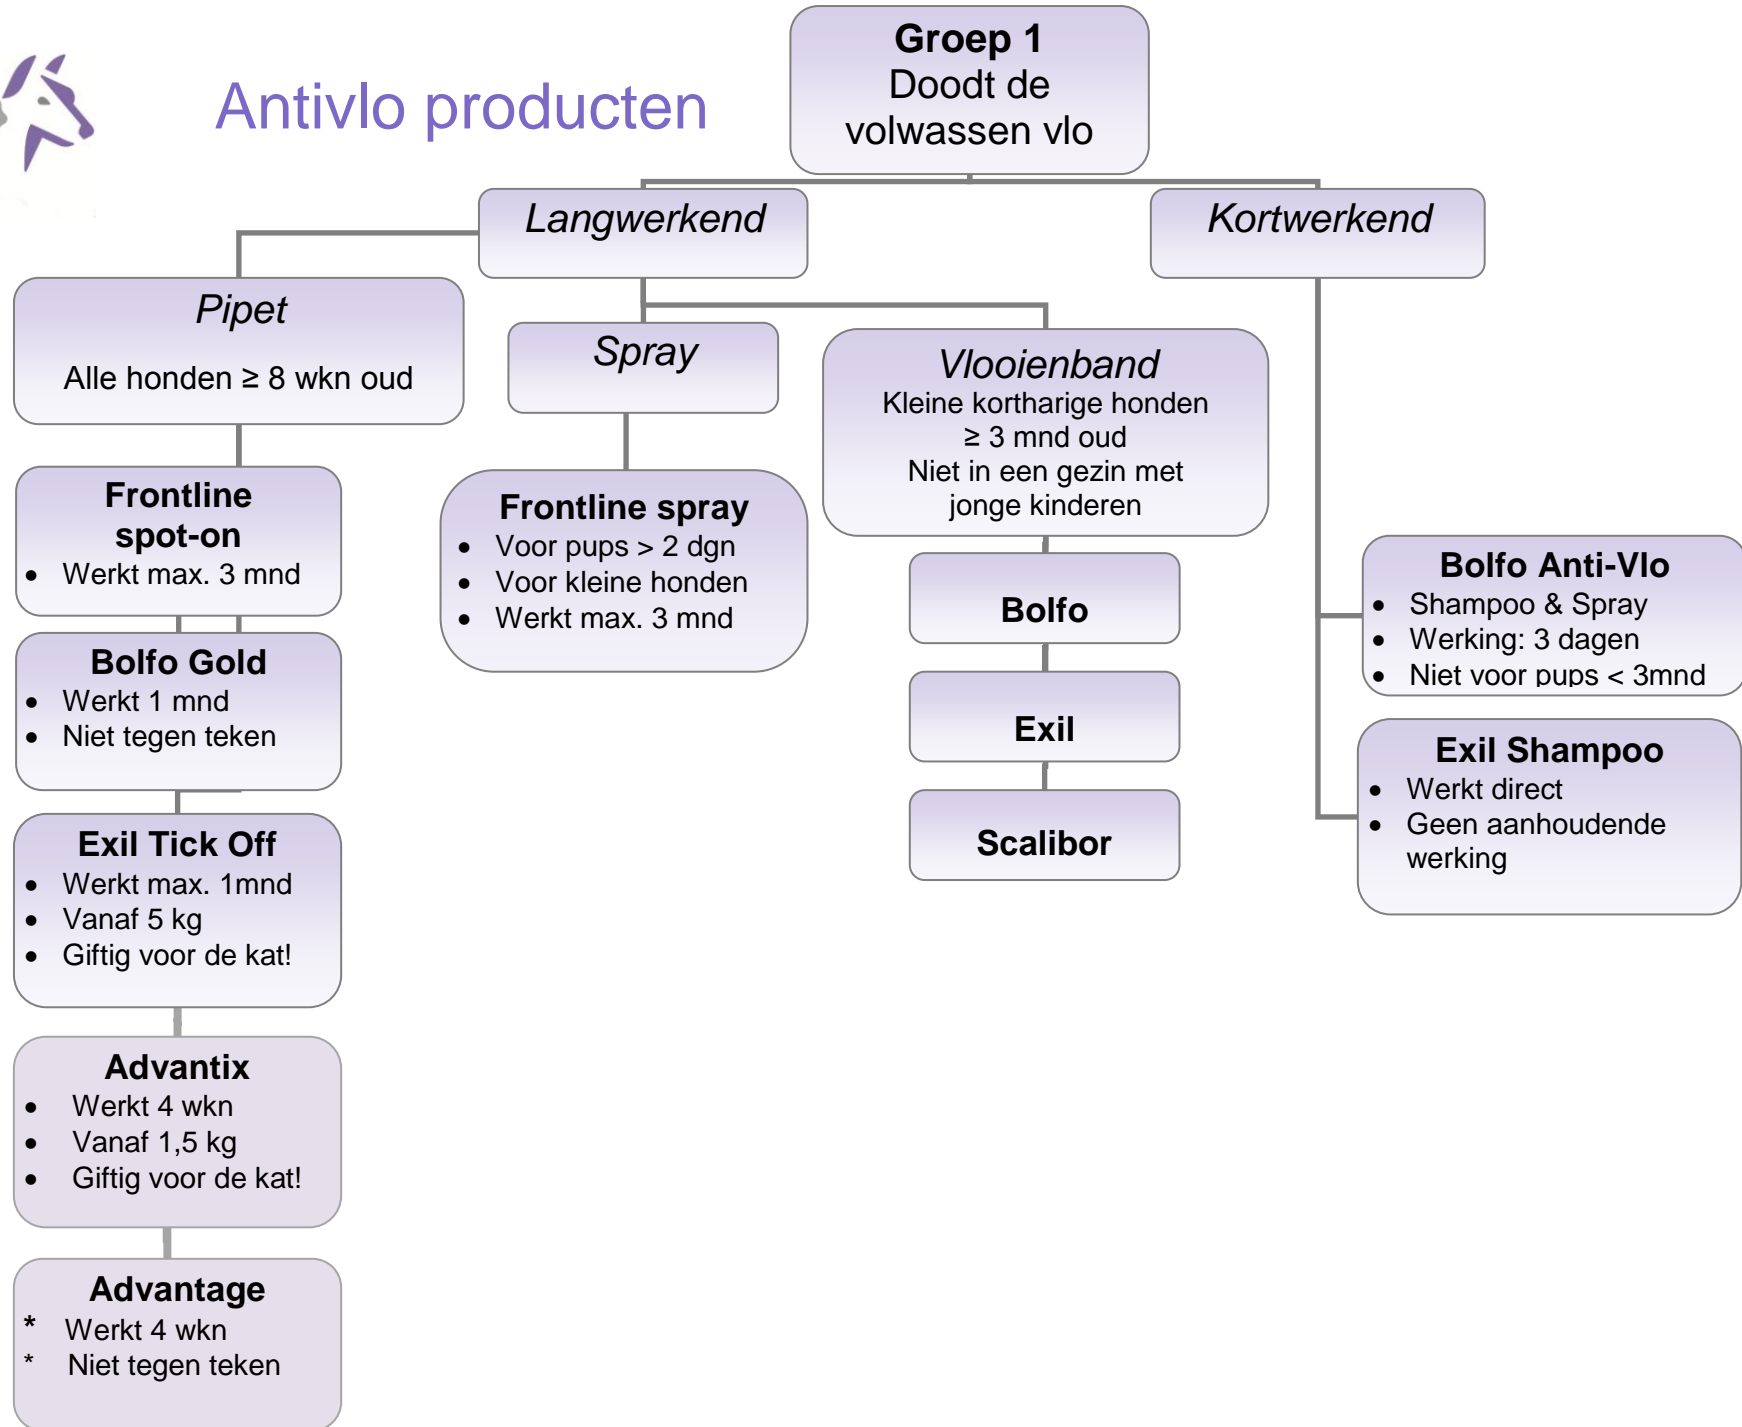 Antivlo producten
Groep 1
Doodt de
volwassen vlo
Langwerkend
Kortwerkend
Pipet
Alle honden ≥ 8 wkn oud
Spray
Vlooienband
Kleine kortharige honden
≥ 3 mnd oud
Niet in een gezin met
jonge kinderen
Frontline
spot-on
• Werkt max. 3 mnd
Bolfo Gold
• Werkt 1 mnd
• Niet tegen teken
Exil Tick Off
• Werkt max. 1mnd
• Vanaf 5 kg
• Giftig voor de kat!
Advantix
• Werkt 4 wkn
• Vanaf 1,5 kg
• Giftig voor de kat!
Advantage
* Werkt 4 wkn
* Niet tegen teken
Frontline spray
• Voor pups > 2 dgn
• Voor kleine honden
• Werkt max. 3 mnd
Bolfo
Exil
Scalibor
Bolfo Anti-Vlo
• Shampoo & Spray
• Werking: 3 dagen
• Niet voor pups < 3mnd
Exil Shampoo
• Werkt direct
• Geen aanhoudende
werking